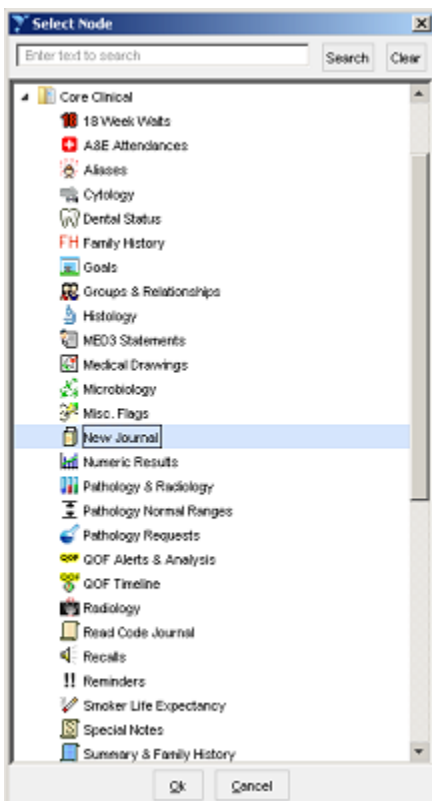 Select Node
Enter text to search
Search
Clear
Core Clinical
18 Week Waits
A&E Attendances
Aliases
Cytology
Dental Status
FH Family History
Goals
Groups & Relationships
Histology
MED3 Statements
Medical Drawings
Microbiology
Misc. Flags
New Journal
Numeric Results
Pathology & Radiology
Pathology Normal Ranges
Pathology Requests
QOF QOF Alerts & Analysis
QOF QOF Timeline
Radiology
Read Code Journal
Recalls
!! Reminders
Smoker Life Expectancy
Special Notes
Summary & Family History
Ok
Cancel